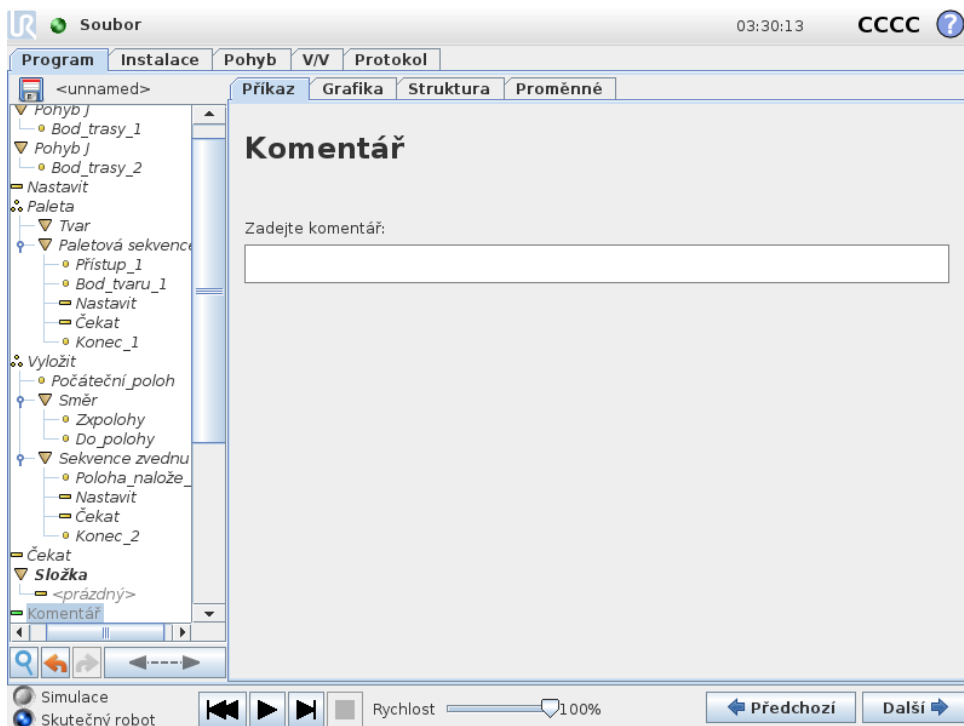 UR Soubor 03:30:13 CCCC ?
Program Instalace Pohyb V/V Protokol
<unnamed> Příkaz Grafika Struktura Proměnné
Pohyb J
Bod_trasy_1
Pohyb J
Bod_trasy_2
Nastavit
Paleta
Tvar
Paletová sekvence
Přístup_1
Bod_tvaru_1
Nastavit
Čekat
Konec_1
Vyložit
Počáteční_poloh
Směr
Zxpolohy
Do_polohy
Sekvence zvednu
Poloha_nalože_
Nastavit
Čekat
Konec_2
Čekat
Složka
<prázdný>
Komentář
Komentář
Zadejte komentář:
Simulace
Skutečný robot
Rychlost 100%
Předchozí Další